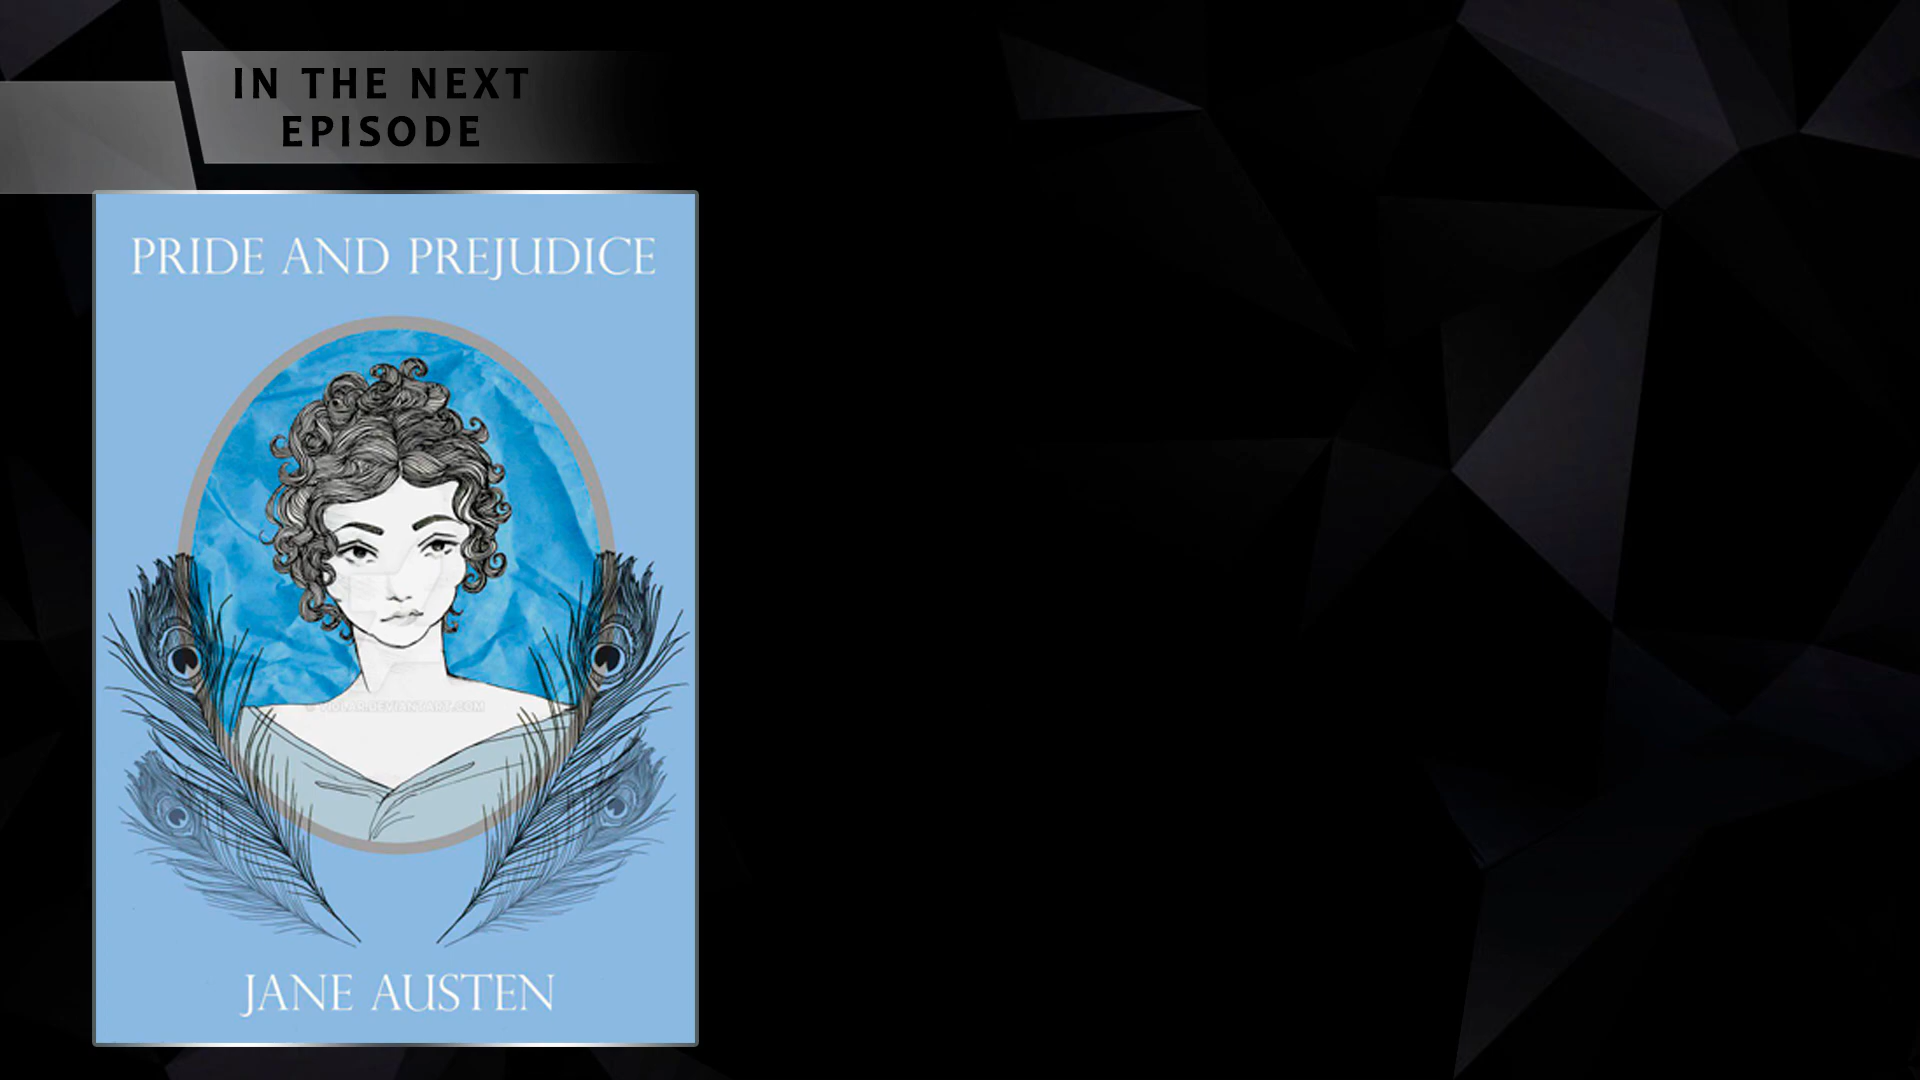 IN THE NEXT
EPISODE
PRIDE AND PREJUDICE
JANE AUSTEN